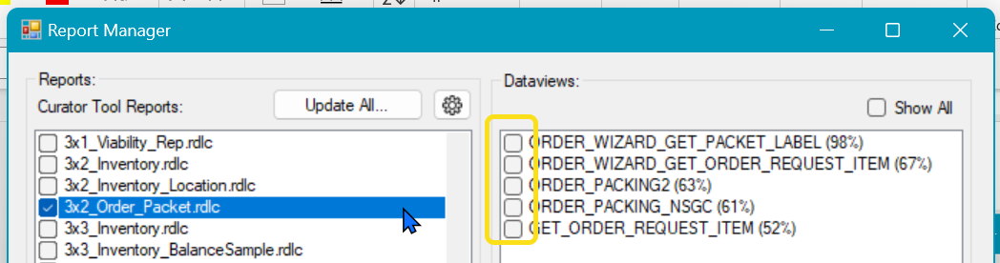 Report Manager
Reports:
Curator Tool Reports:
Update All...
3x1_Viability_Rep.rdlc
3x2_Inventory.rdlc
3x2_Inventory_Location.rdlc
3x2_Order_Packet.rdlc
3x3_Inventory.rdlc
3x3_Inventory_BalanceSample.rdlc
Dataviews:
Show All
ORDER_WIZARD_GET_PACKET_LABEL (98%)
ORDER_WIZARD_GET_ORDER_REQUEST_ITEM (67%)
ORDER_PACKING2 (63%)
ORDER_PACKING_NSGC (61%)
GET_ORDER_REQUEST_ITEM (52%)